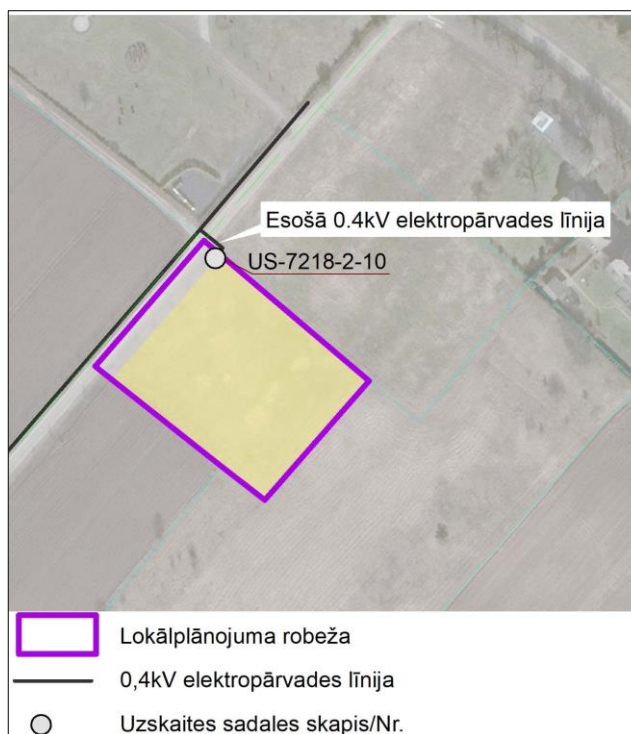 Esošā 0.4kV elektropārvades līnija
US-7218-2-10
Lokālplānojuma robeža
0,4kV elektropārvades līnija
Uzskaites sadales skapis/Nr.